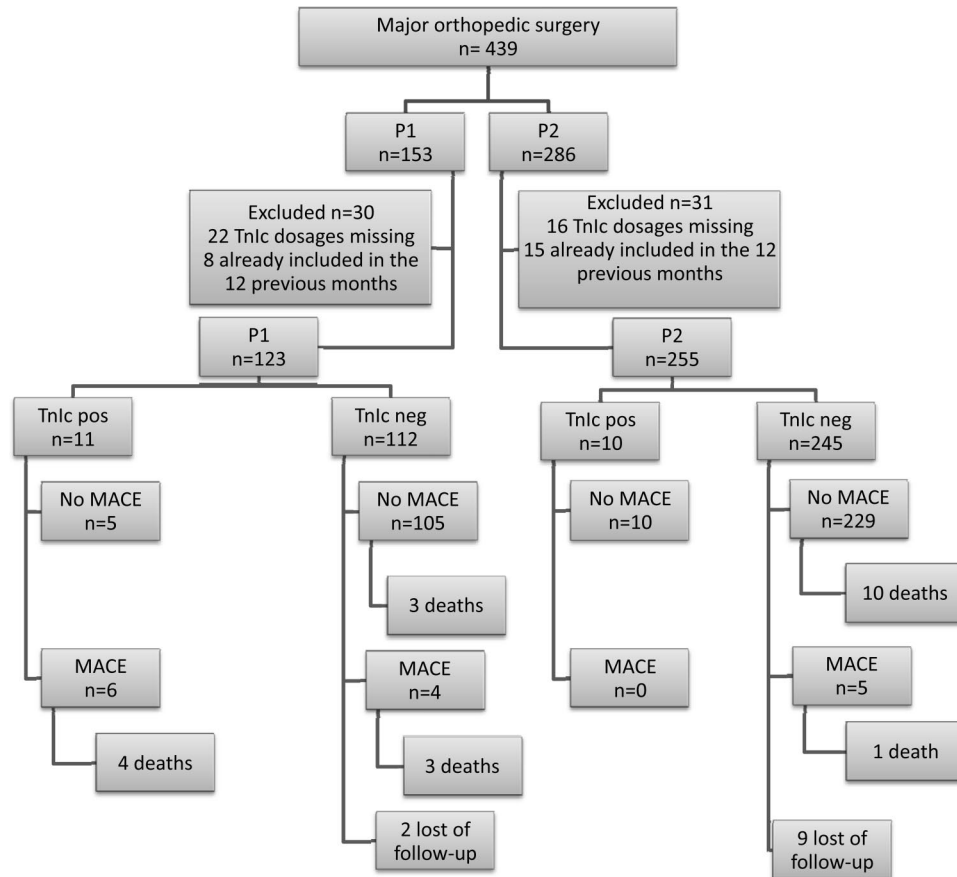 Major orthopedic surgery
n= 439
P1
n=153
P2
n=286
Excluded n=30
22 TnIc dosages missing
8 already included in the
12 previous months
Excluded n=31
16 TnIc dosages missing
15 already included in the 12
previous months
P1
n=123
P2
n=255
TnIc pos
n=11
TnIc neg
n=112
TnIc pos
n=10
TnIc neg
n=245
No MACE
n=5
No MACE
n=105
No MACE
n=10
No MACE
n=229
3 deaths
10 deaths
MACE
n=6
MACE
n=4
MACE
n=0
MACE
n=5
4 deaths
3 deaths
1 death
2 lost of
follow-up
9 lost of
follow-up